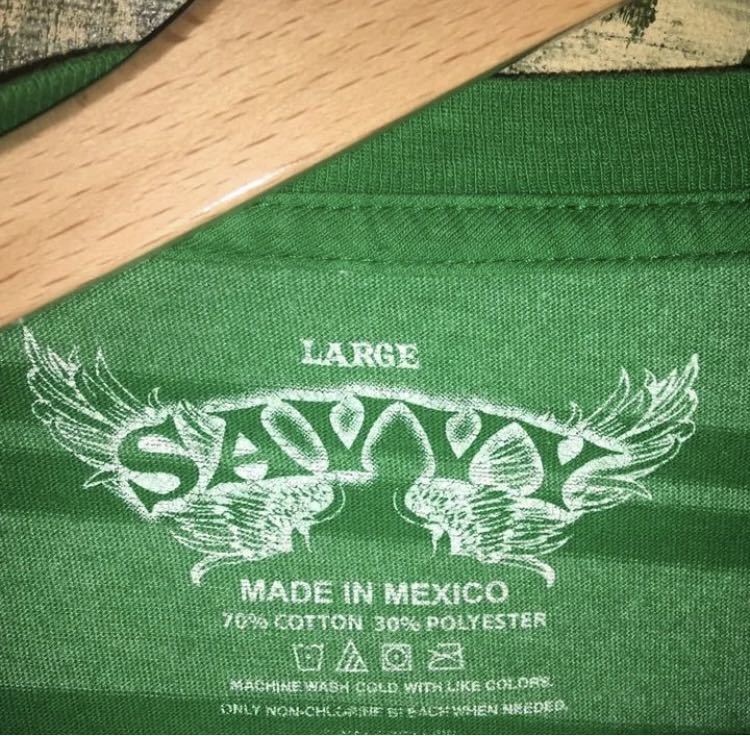 LARGE
SAVVY
MADE IN MEXICO
70% COTTON 30% POLYESTER
MACHINE WASH COLD WITH LIKE COLORS.
ONLY NON-CHLORINE BLEACH WHEN NEEDED.